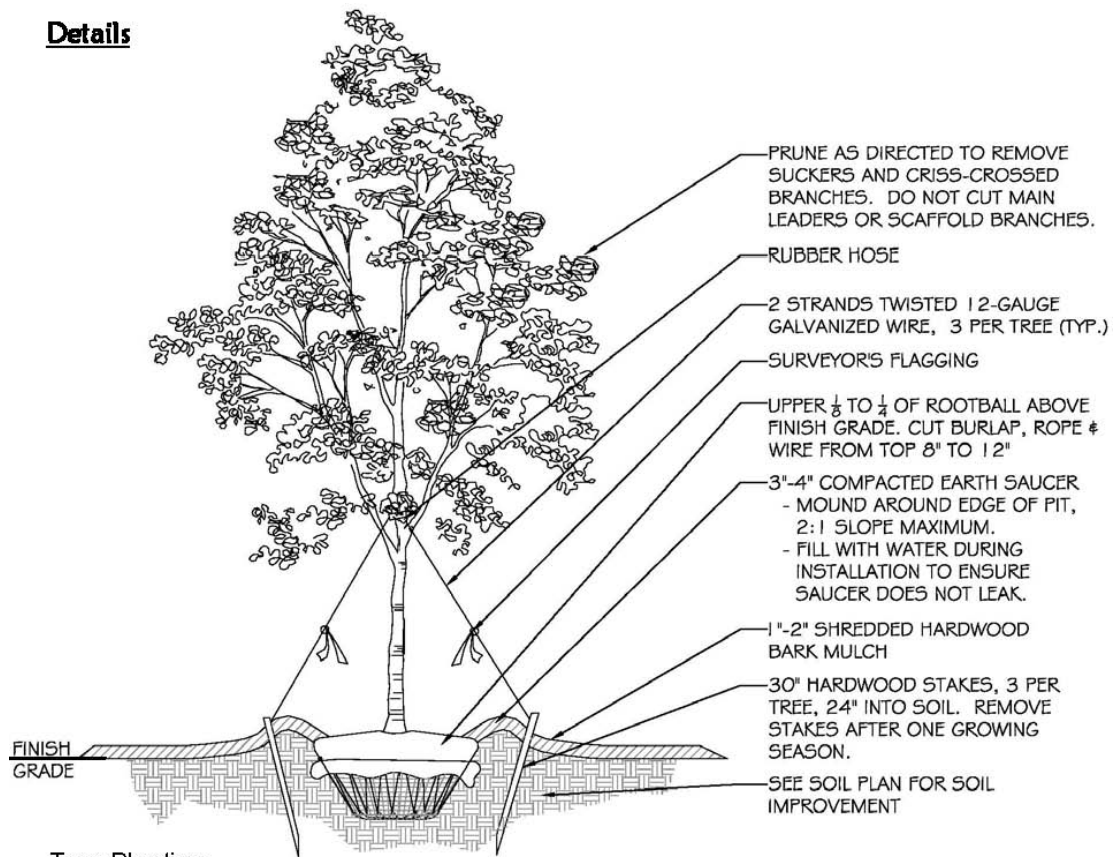 Details
PRUNE AS DIRECTED TO REMOVE
SUCKERS AND CRISS-CROSSED
BRANCHES. DO NOT CUT MAIN
LEADERS OR SCAFFOLD BRANCHES.
RUBBER HOSE
2 STRANDS TWISTED 12-GAUGE
GALVANIZED WIRE, 3 PER TREE (TYP.)
SURVEYOR'S FLAGGING
UPPER ⅛ TO ¼ OF ROOTBALL ABOVE
FINISH GRADE. CUT BURLAP, ROPE &
WIRE FROM TOP 8" TO 12"
3"-4" COMPACTED EARTH SAUCER
- MOUND AROUND EDGE OF PIT,
2:1 SLOPE MAXIMUM.
- FILL WITH WATER DURING
INSTALLATION TO ENSURE
SAUCER DOES NOT LEAK.
1"-2" SHREDDED HARDWOOD
BARK MULCH
30" HARDWOOD STAKES, 3 PER
TREE, 24" INTO SOIL. REMOVE
STAKES AFTER ONE GROWING
SEASON.
SEE SOIL PLAN FOR SOIL
IMPROVEMENT
FINISH
GRADE